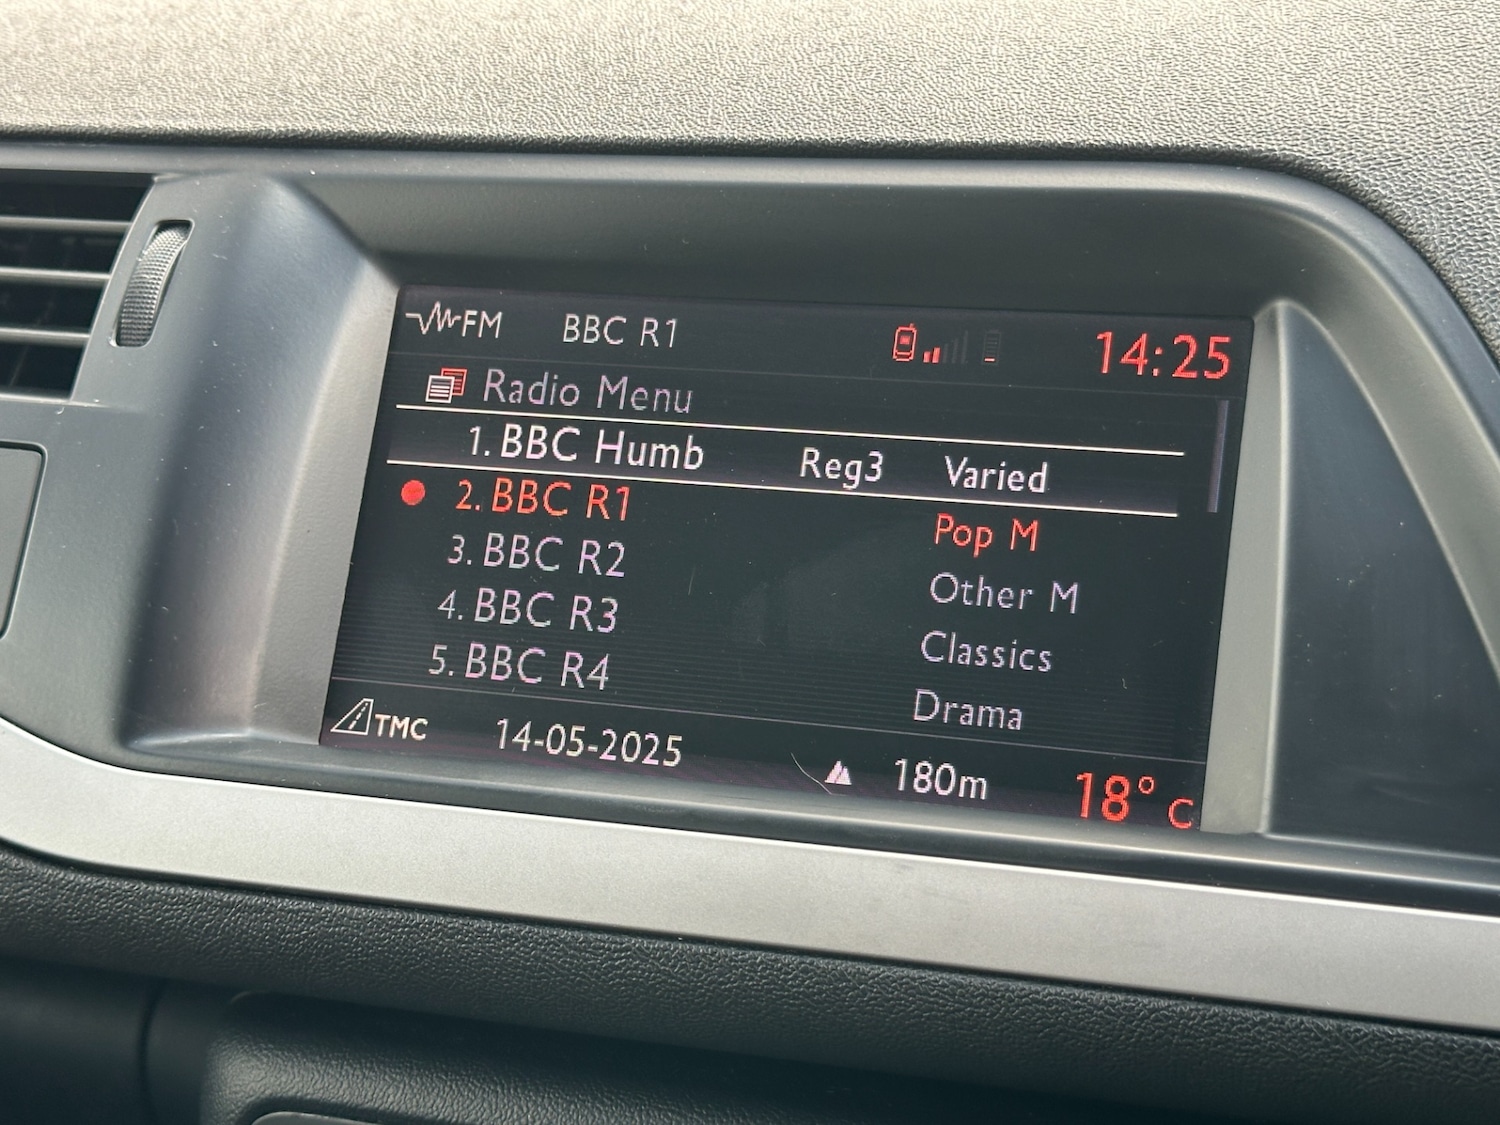 FM BBC R1 14:25
Radio Menu
1. BBC Humb Reg3 Varied
2. BBC R1 Pop M
3. BBC R2 Other M
4. BBC R3 Classics
5. BBC R4 Drama
TMC 14-05-2025 180m 18° C